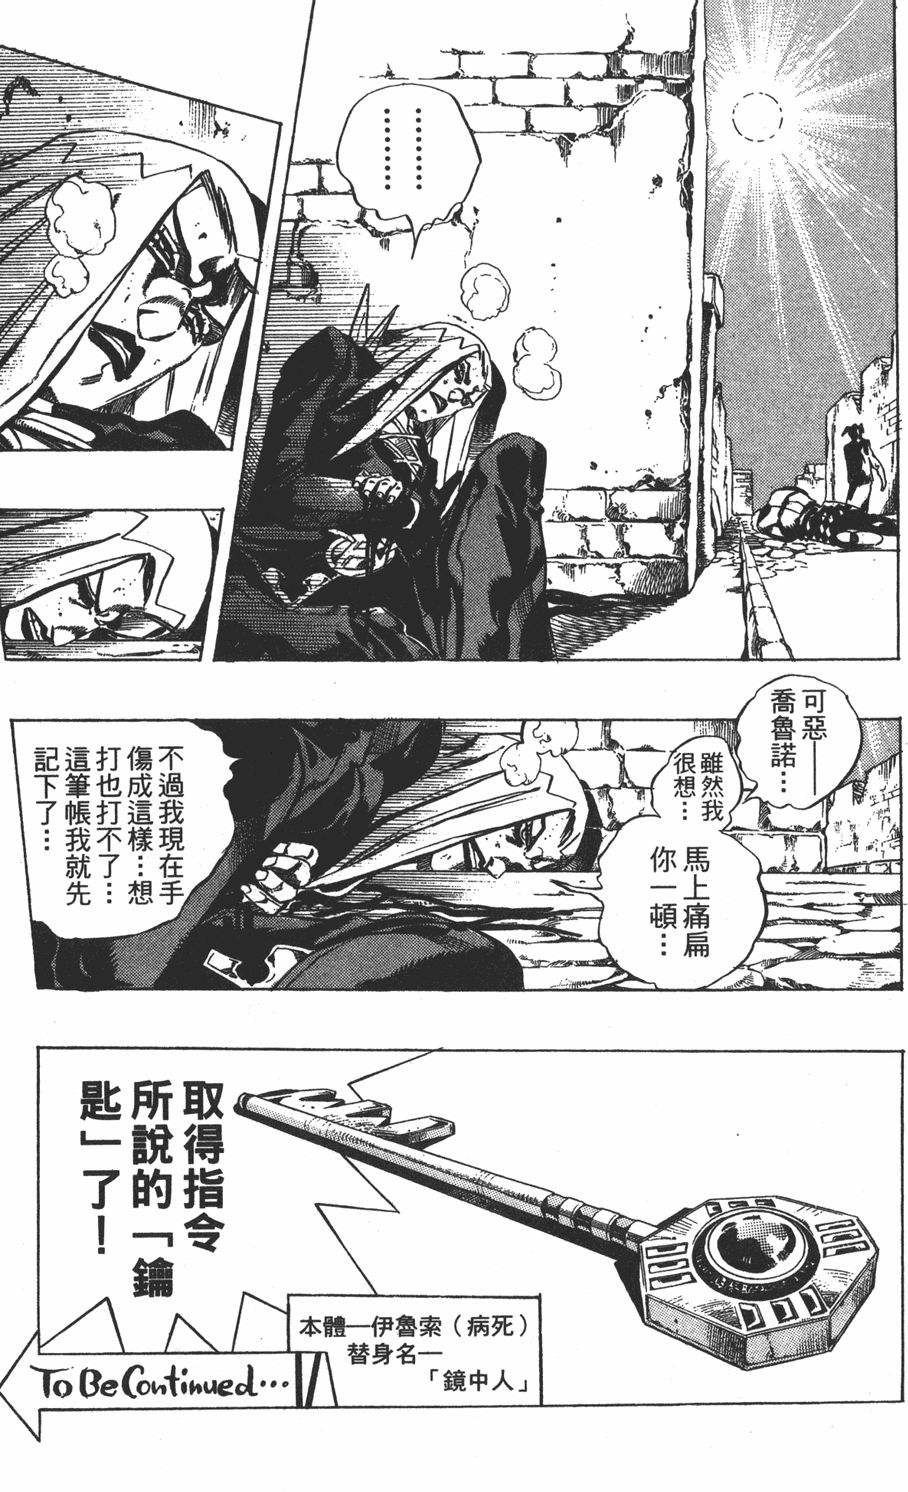 ⋯⋯
⋯⋯
可惡──
喬魯諾⋯
雖然我
很想⋯
馬上痛扁
你一頓⋯
不過我現在手
傷成這樣⋯想
打也打不了⋯
這筆帳我就先
記下了⋯
取得指令
所說的「鑰
匙」了！
本體─伊魯索（病死）
替身名─
「鏡中人」
To Be Continued...